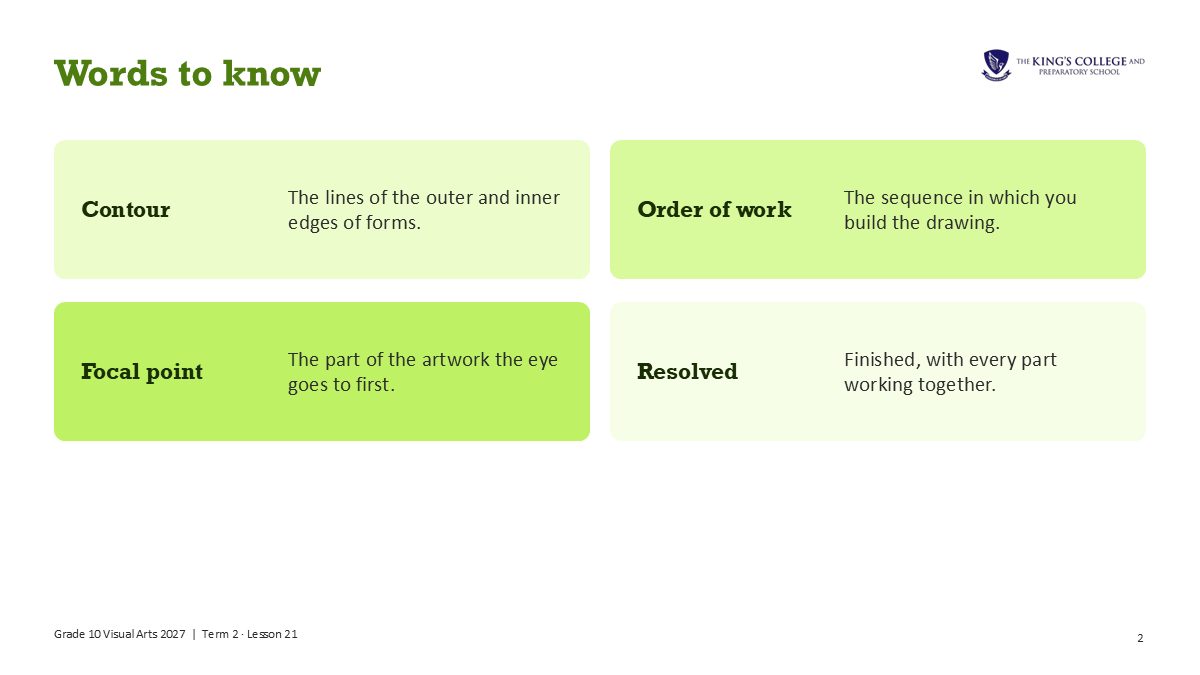 Words to know
THE KING'S COLLEGE AND
PREPARATORY SCHOOL
Contour
The lines of the outer and inner
edges of forms.
Order of work
The sequence in which you
build the drawing.
Focal point
The part of the artwork the eye
goes to first.
Resolved
Finished, with every part
working together.
Grade 10 Visual Arts 2027 | Term 2 · Lesson 21
2